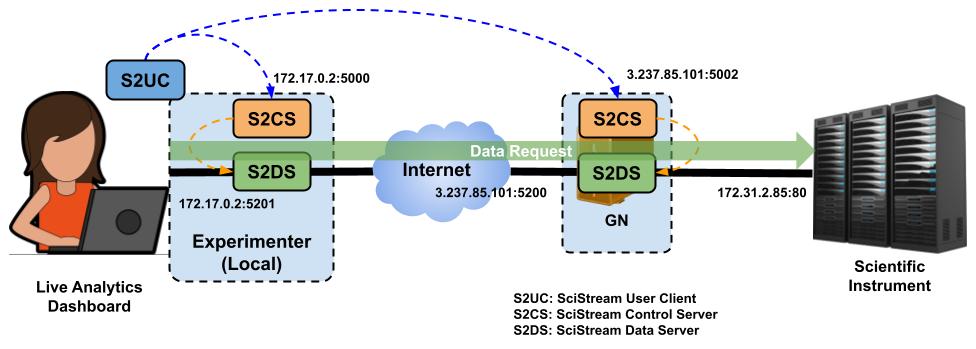 S2UC
172.17.0.2:5000
3.237.85.101:5002
S2CS
S2CS
Data Request
Internet
S2DS
S2DS
172.17.0.2:5201
3.237.85.101:5200
172.31.2.85:80
GN
Experimenter
(Local)
Live Analytics
Dashboard
Scientific
Instrument
S2UC: SciStream User Client
S2CS: SciStream Control Server
S2DS: SciStream Data Server